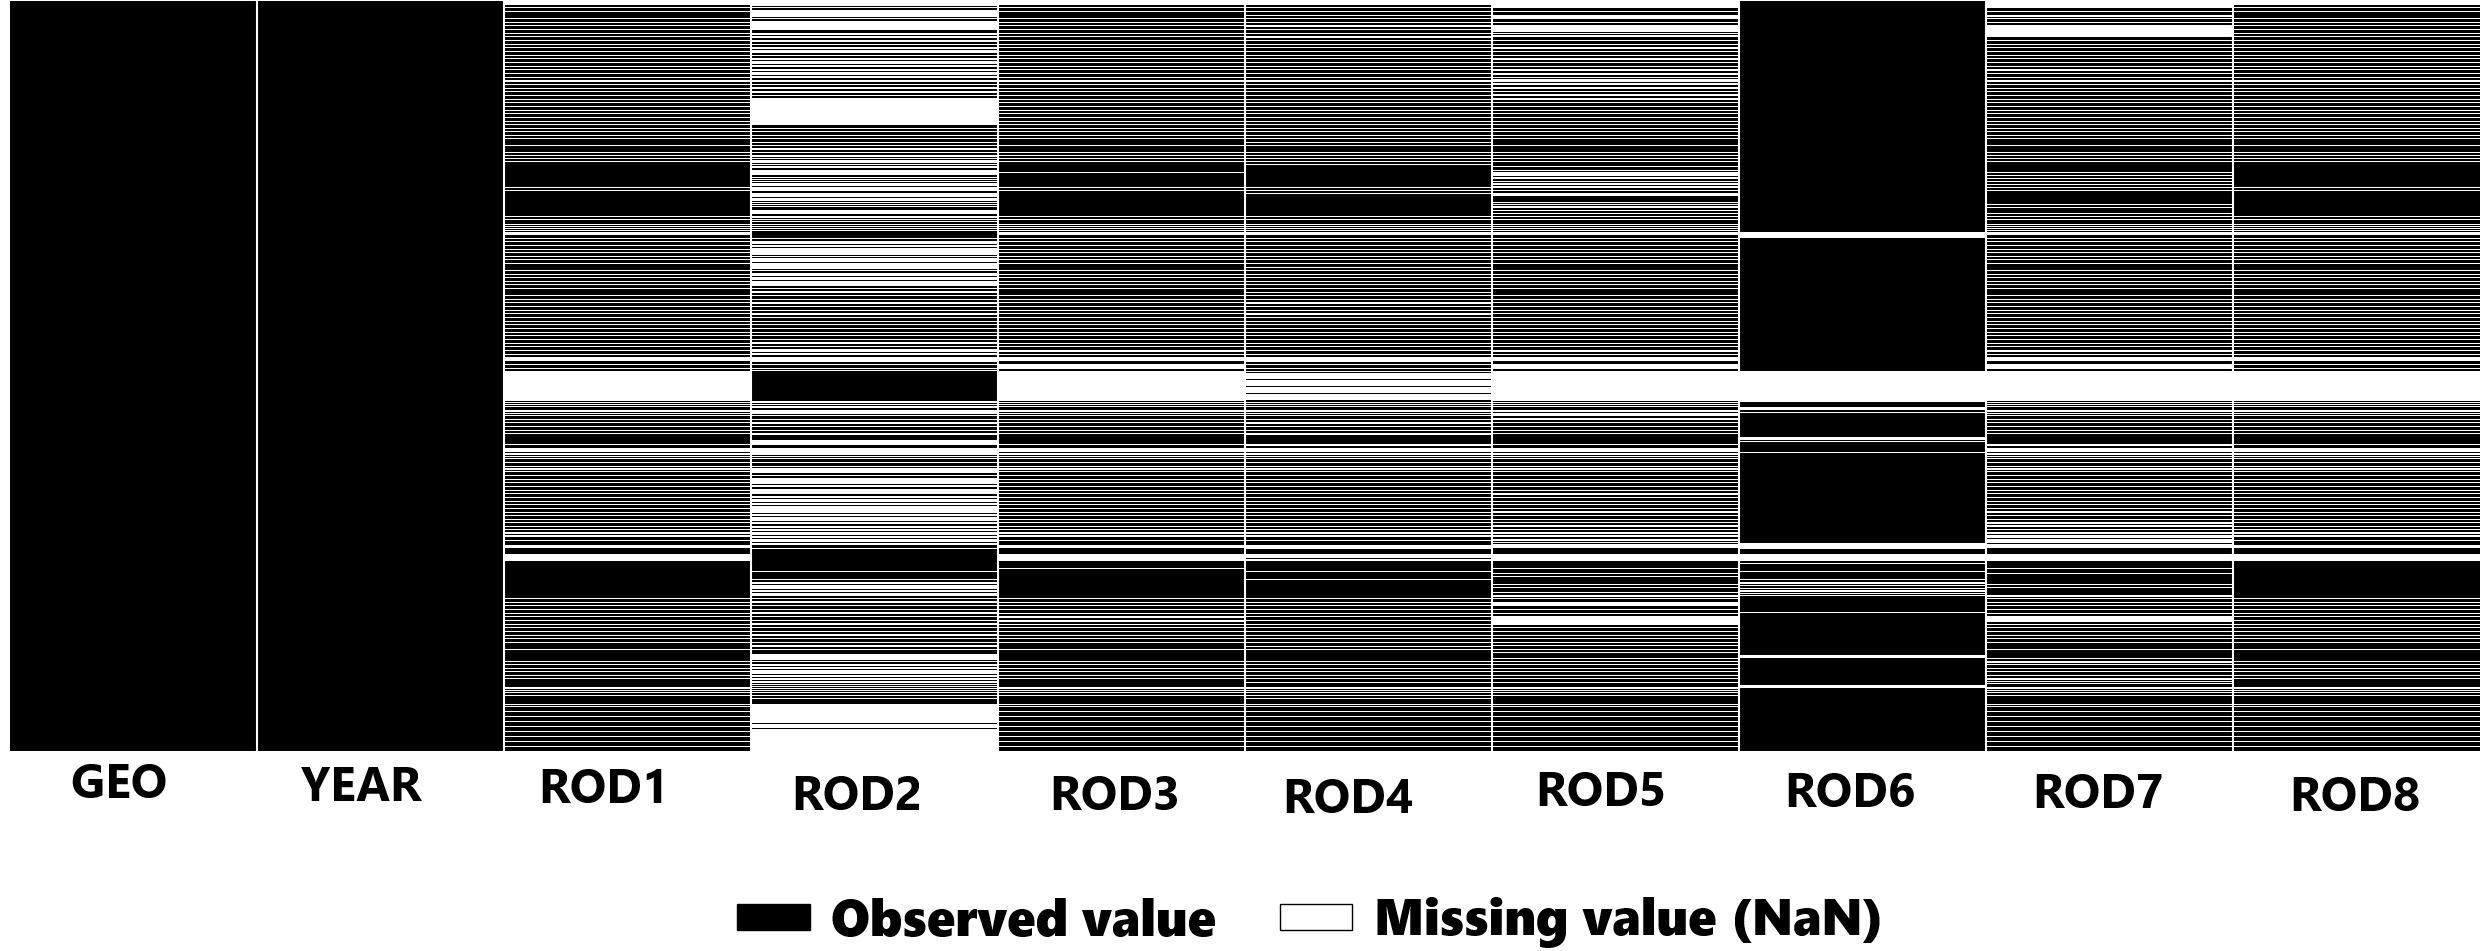 GEO YEAR ROD1 ROD2 ROD3 ROD4 ROD5 ROD6 ROD7 ROD8
Observed value Missing value (NaN)